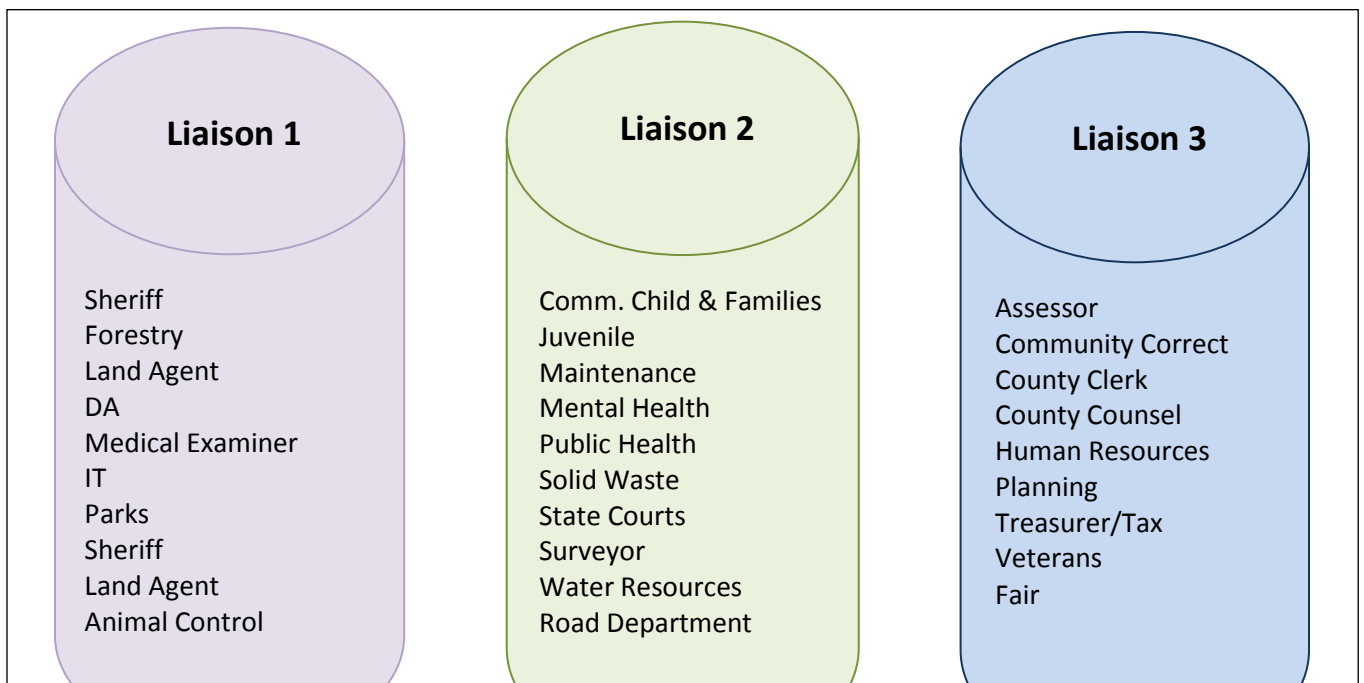 Liaison 1
Sheriff
Forestry
Land Agent
DA
Medical Examiner
IT
Parks
Sheriff
Land Agent
Animal Control
Liaison 2
Comm. Child & Families
Juvenile
Maintenance
Mental Health
Public Health
Solid Waste
State Courts
Surveyor
Water Resources
Road Department
Liaison 3
Assessor
Community Correct
County Clerk
County Counsel
Human Resources
Planning
Treasurer/Tax
Veterans
Fair